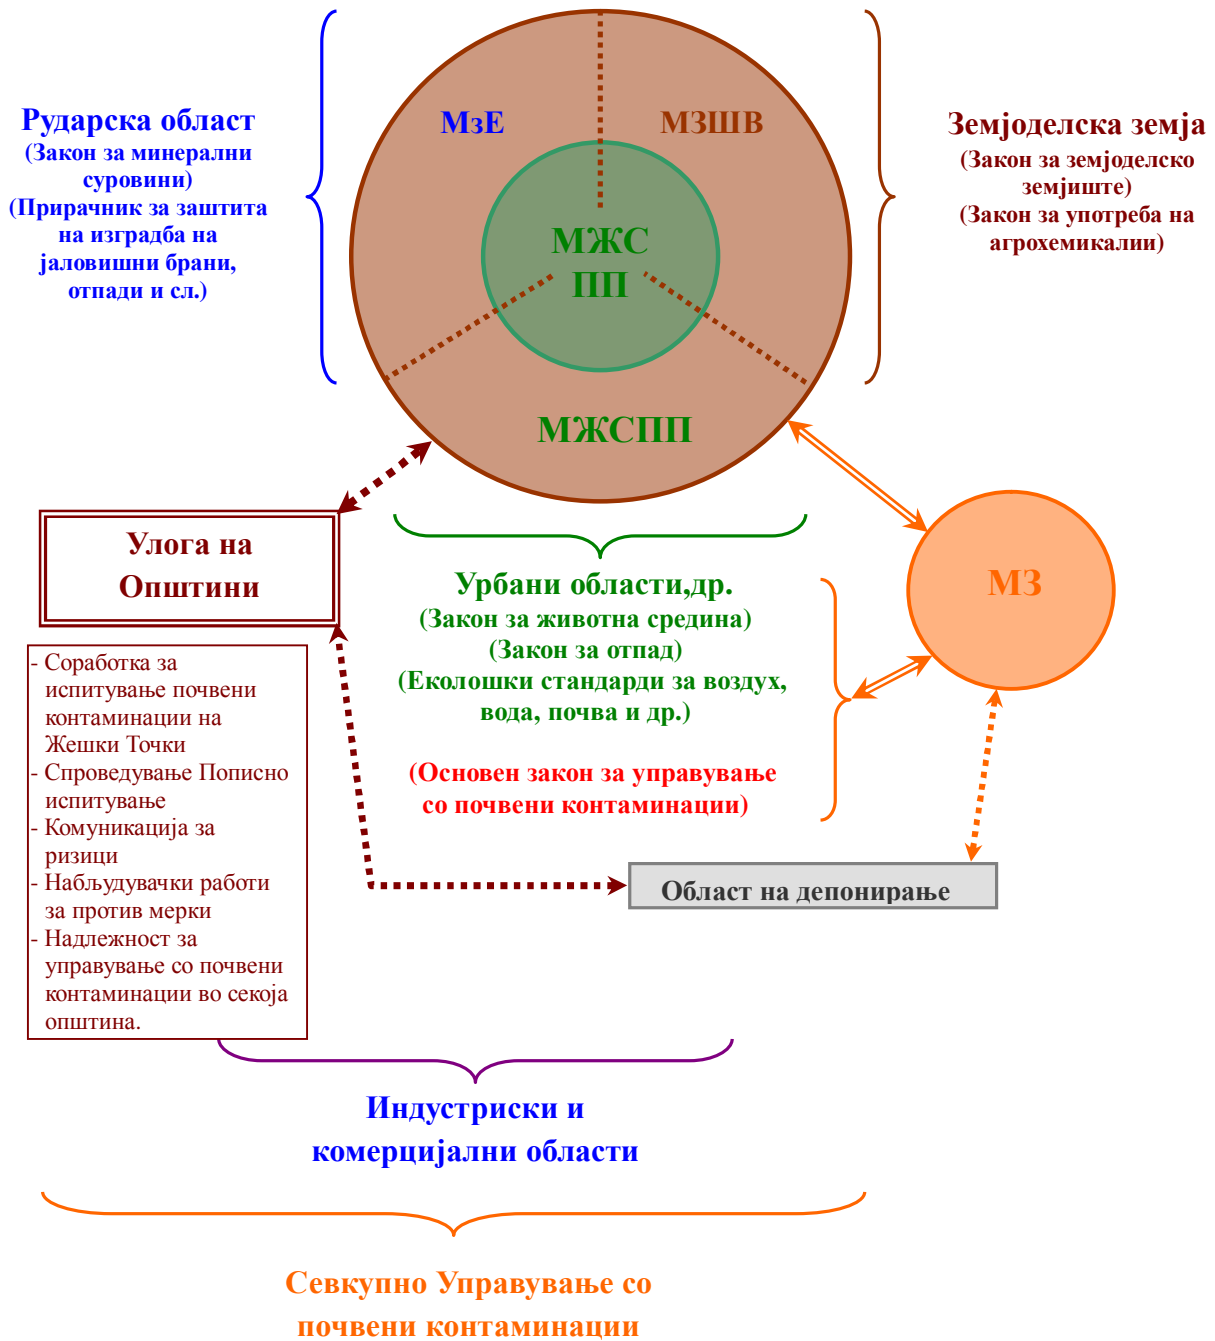 Рударска област
(Закон за минерални
суровини)
(Прирачник за заштита
на изградба на
јаловишни брани,
отпади и сл.)
МзЕ
МЗШВ
МЖС
ПП
МЖСПП
Земјоделска земја
(Закон за земјоделско
земјиште)
(Закон за употреба на
агрохемикалии)
Улога на
Општини
- Соработка за
испитување почвени
контаминации на
Жешки Точки
- Спроведување Пописно
испитување
- Комуникација за
ризици
- Набљудувачки работи
за против мерки
- Надлежност за
управување со почвени
контаминации во секоја
општина.
Урбани области,др.
(Закон за животна средина)
(Закон за отпад)
(Еколошки стандарди за воздух,
вода, почва и др.)
(Основен закон за управување
со почвени контаминации)
МЗ
Област на депонирање
Индустриски и
комерцијални области
Севкупно Управување со
почвени контаминации